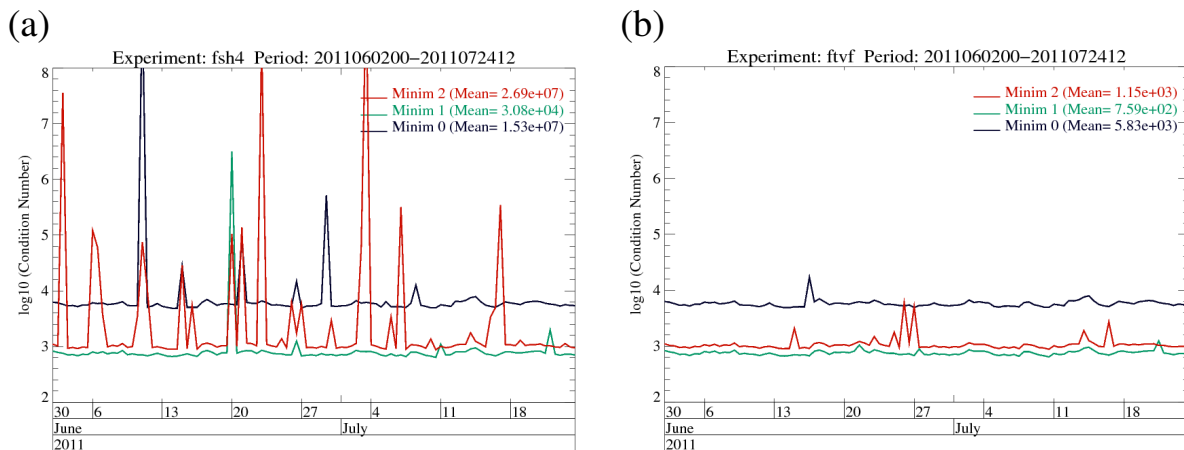 (a)
Experiment: fsh4 Period: 2011060200−2011072412
8
7
6
5
4
3
2
log10 (Condition Number)
Minim 2 (Mean= 2.69e+07)
Minim 1 (Mean= 3.08e+04)
Minim 0 (Mean= 1.53e+07)
30 6 13 20 27 4 11 18
June July
2011
(b)
Experiment: ftvf Period: 2011060200−2011072412
8
7
6
5
4
3
2
log10 (Condition Number)
Minim 2 (Mean= 1.15e+03)
Minim 1 (Mean= 7.59e+02)
Minim 0 (Mean= 5.83e+03)
30 6 13 20 27 4 11 18
June July
2011